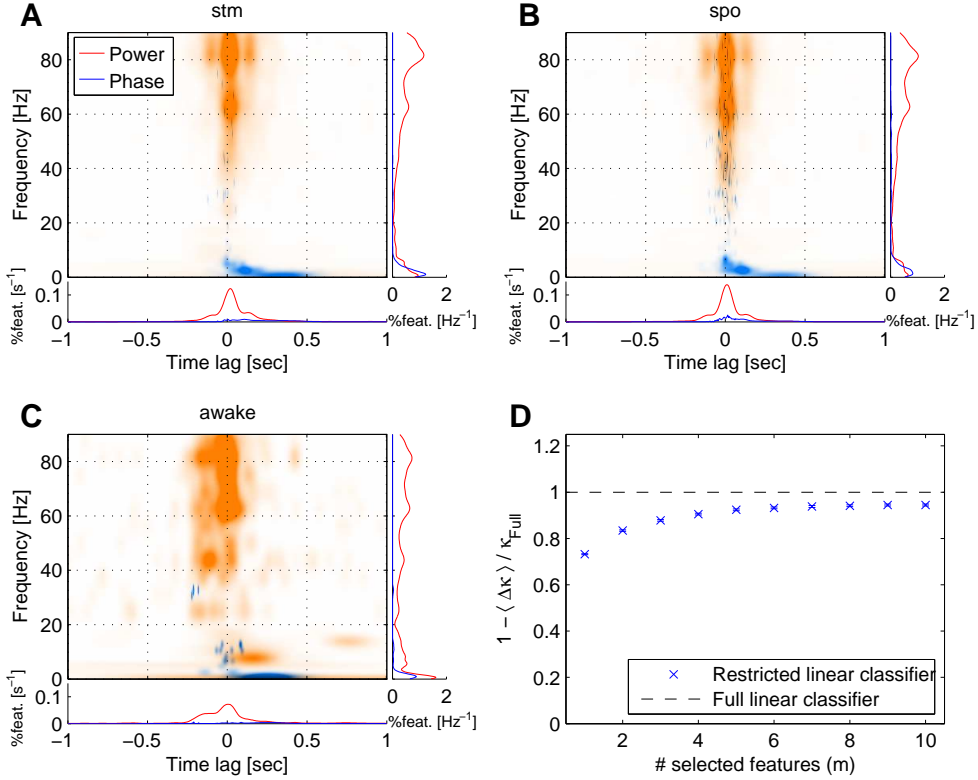 A
stm
Power
Phase
Frequency [Hz]
80
60
40
20
0
0 2
%feat. [s⁻¹]
0.1
0
%feat. [Hz⁻¹]
−1 −0.5 0 0.5 1
Time lag [sec]
B
spo
Frequency [Hz]
80
60
40
20
0
0 2
%feat. [s⁻¹]
0.1
0
%feat. [Hz⁻¹]
−1 −0.5 0 0.5 1
Time lag [sec]
C
awake
Frequency [Hz]
80
60
40
20
0
0 2
%feat. [s⁻¹]
0.1
0
%feat. [Hz⁻¹]
−1 −0.5 0 0.5 1
Time lag [sec]
D
1 − ⟨ Δκ ⟩ / κFull
1.2
1
0.8
0.6
0.4
0.2
0
Restricted linear classifier
Full linear classifier
2 4 6 8 10
# selected features (m)